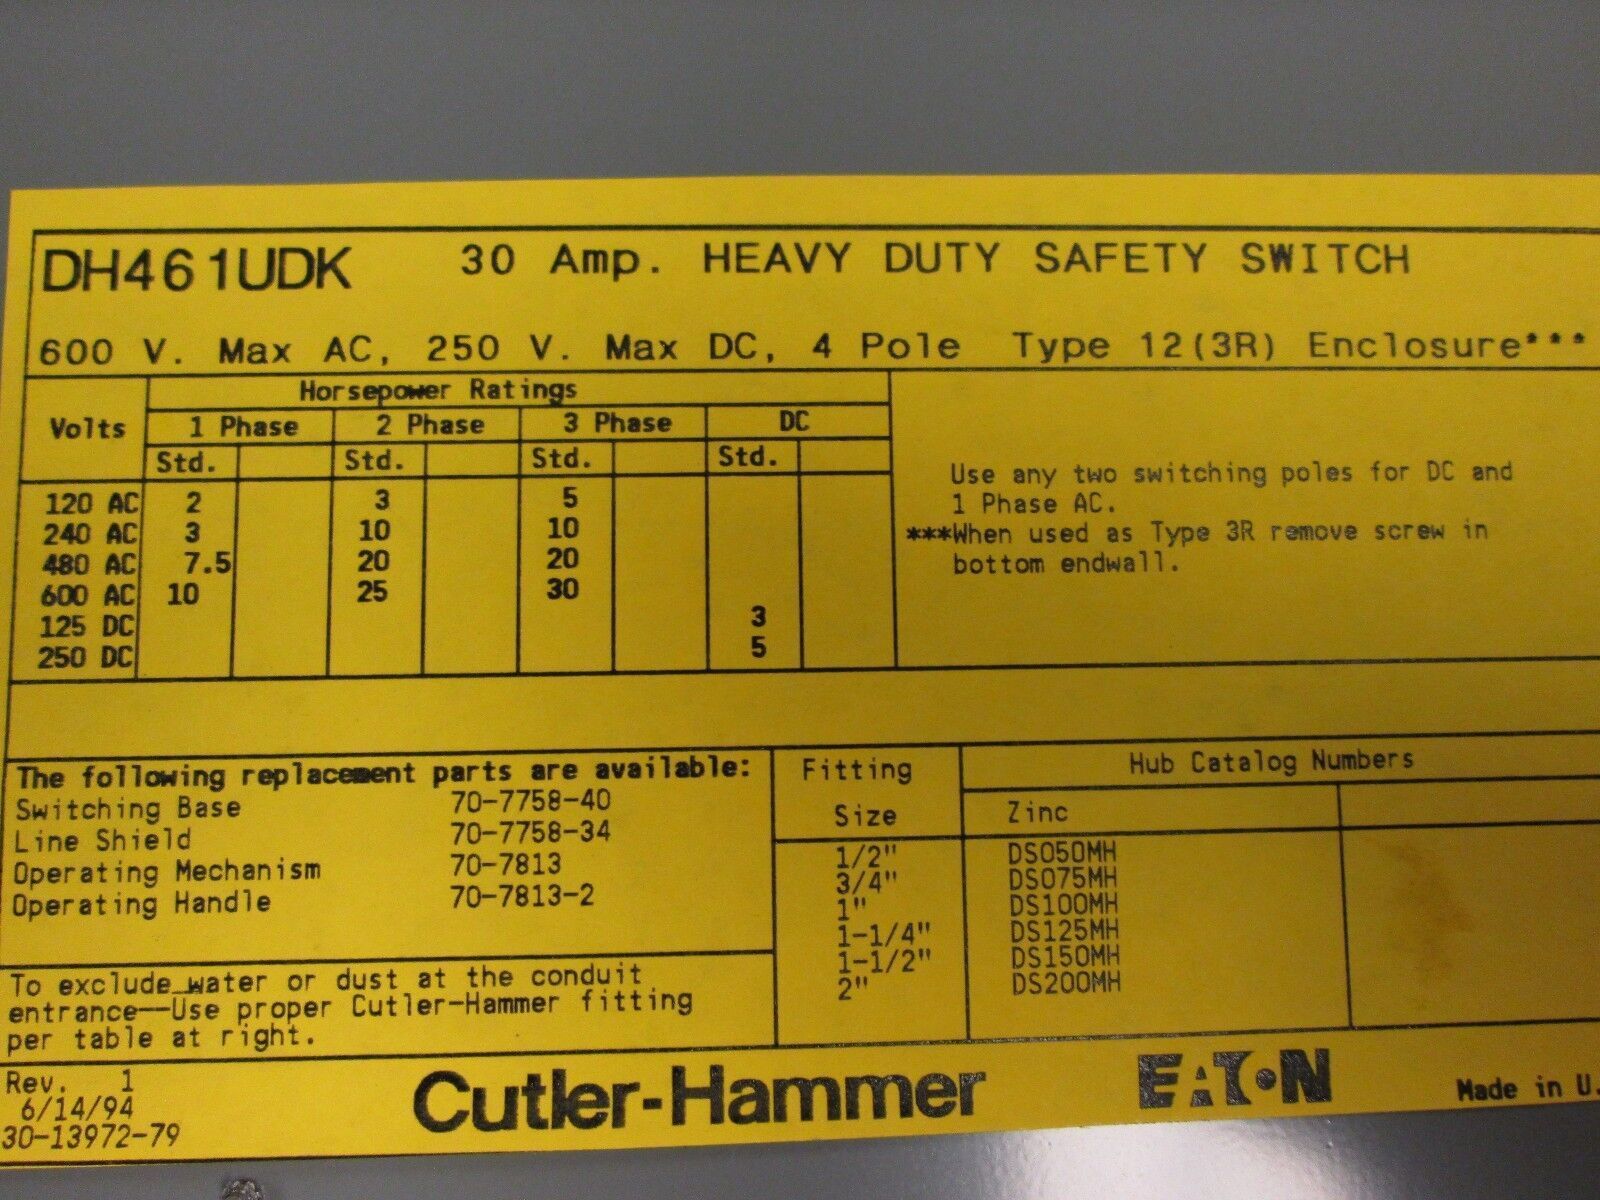 DH461UDK 30 Amp. HEAVY DUTY SAFETY SWITCH
600 V. Max AC, 250 V. Max DC, 4 Pole Type 12(3R) Enclosure***
Horsepower Ratings
Volts 1 Phase 2 Phase 3 Phase DC
Std. Std. Std. Std.
120 AC 2 3 5
240 AC 3 10 10
480 AC 7.5 20 20
600 AC 10 25 30
125 DC 3
250 DC 5
Use any two switching poles for DC and
1 Phase AC.
***When used as Type 3R remove screw in
bottom endwall.
The following replacement parts are available:
Switching Base 70-7758-40
Line Shield 70-7758-34
Operating Mechanism 70-7813
Operating Handle 70-7813-2
To exclude water or dust at the conduit
entrance--Use proper Cutler-Hammer fitting
per table at right.
Fitting Size
Hub Catalog Numbers
Zinc
1/2" DS050MH
3/4" DS075MH
1" DS100MH
1-1/4" DS125MH
1-1/2" DS150MH
2" DS200MH
Rev. 1
6/14/94
30-13972-79
Cutler-Hammer
EATON
Made in U.